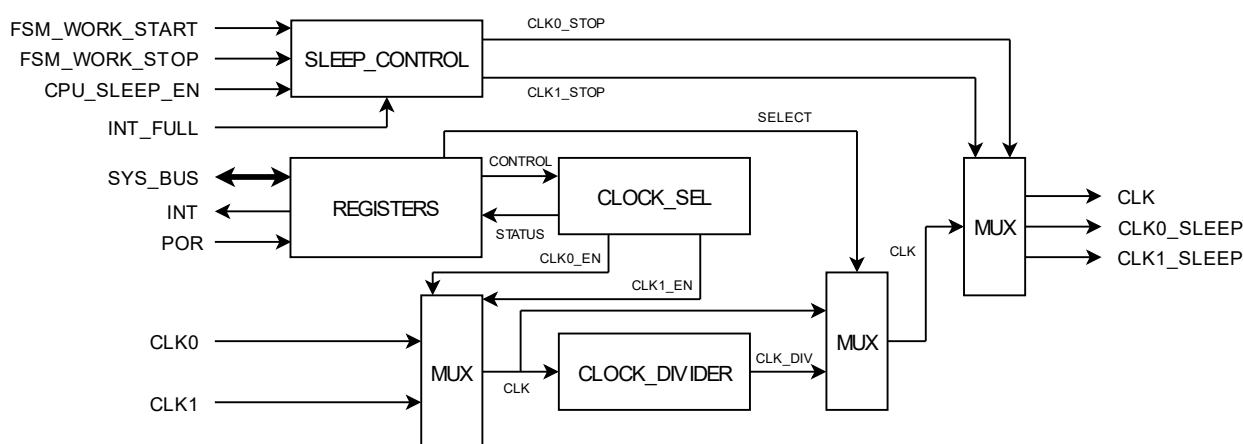 FSM_WORK_START
FSM_WORK_STOP
CPU_SLEEP_EN
INT_FULL
SLEEP_CONTROL
CLK0_STOP
CLK1_STOP
SELECT
SYS_BUS
INT
POR
REGISTERS
CONTROL
STATUS
CLOCK_SEL
CLK0_EN
CLK1_EN
CLK0
CLK1
MUX
CLK
CLOCK_DIVIDER
CLK_DIV
MUX
CLK
MUX
CLK
CLK0_SLEEP
CLK1_SLEEP